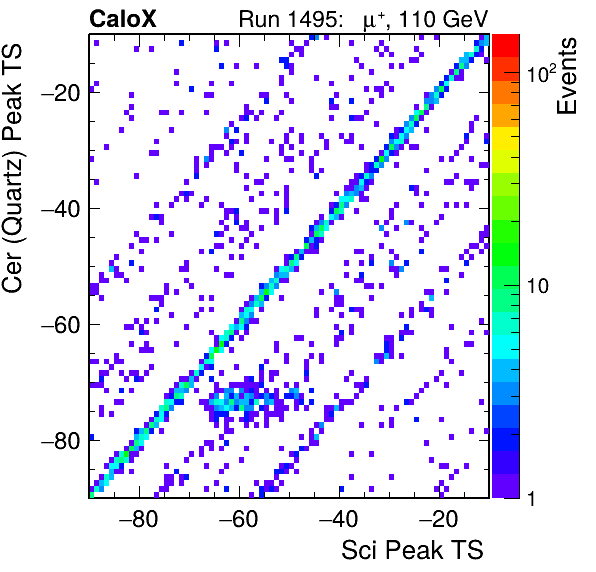 CaloX Run 1495: μ⁺, 110 GeV
Cer (Quartz) Peak TS
−20
−40
−60
−80
−80 −60 −40 −20
Sci Peak TS
Events
10²
10
1